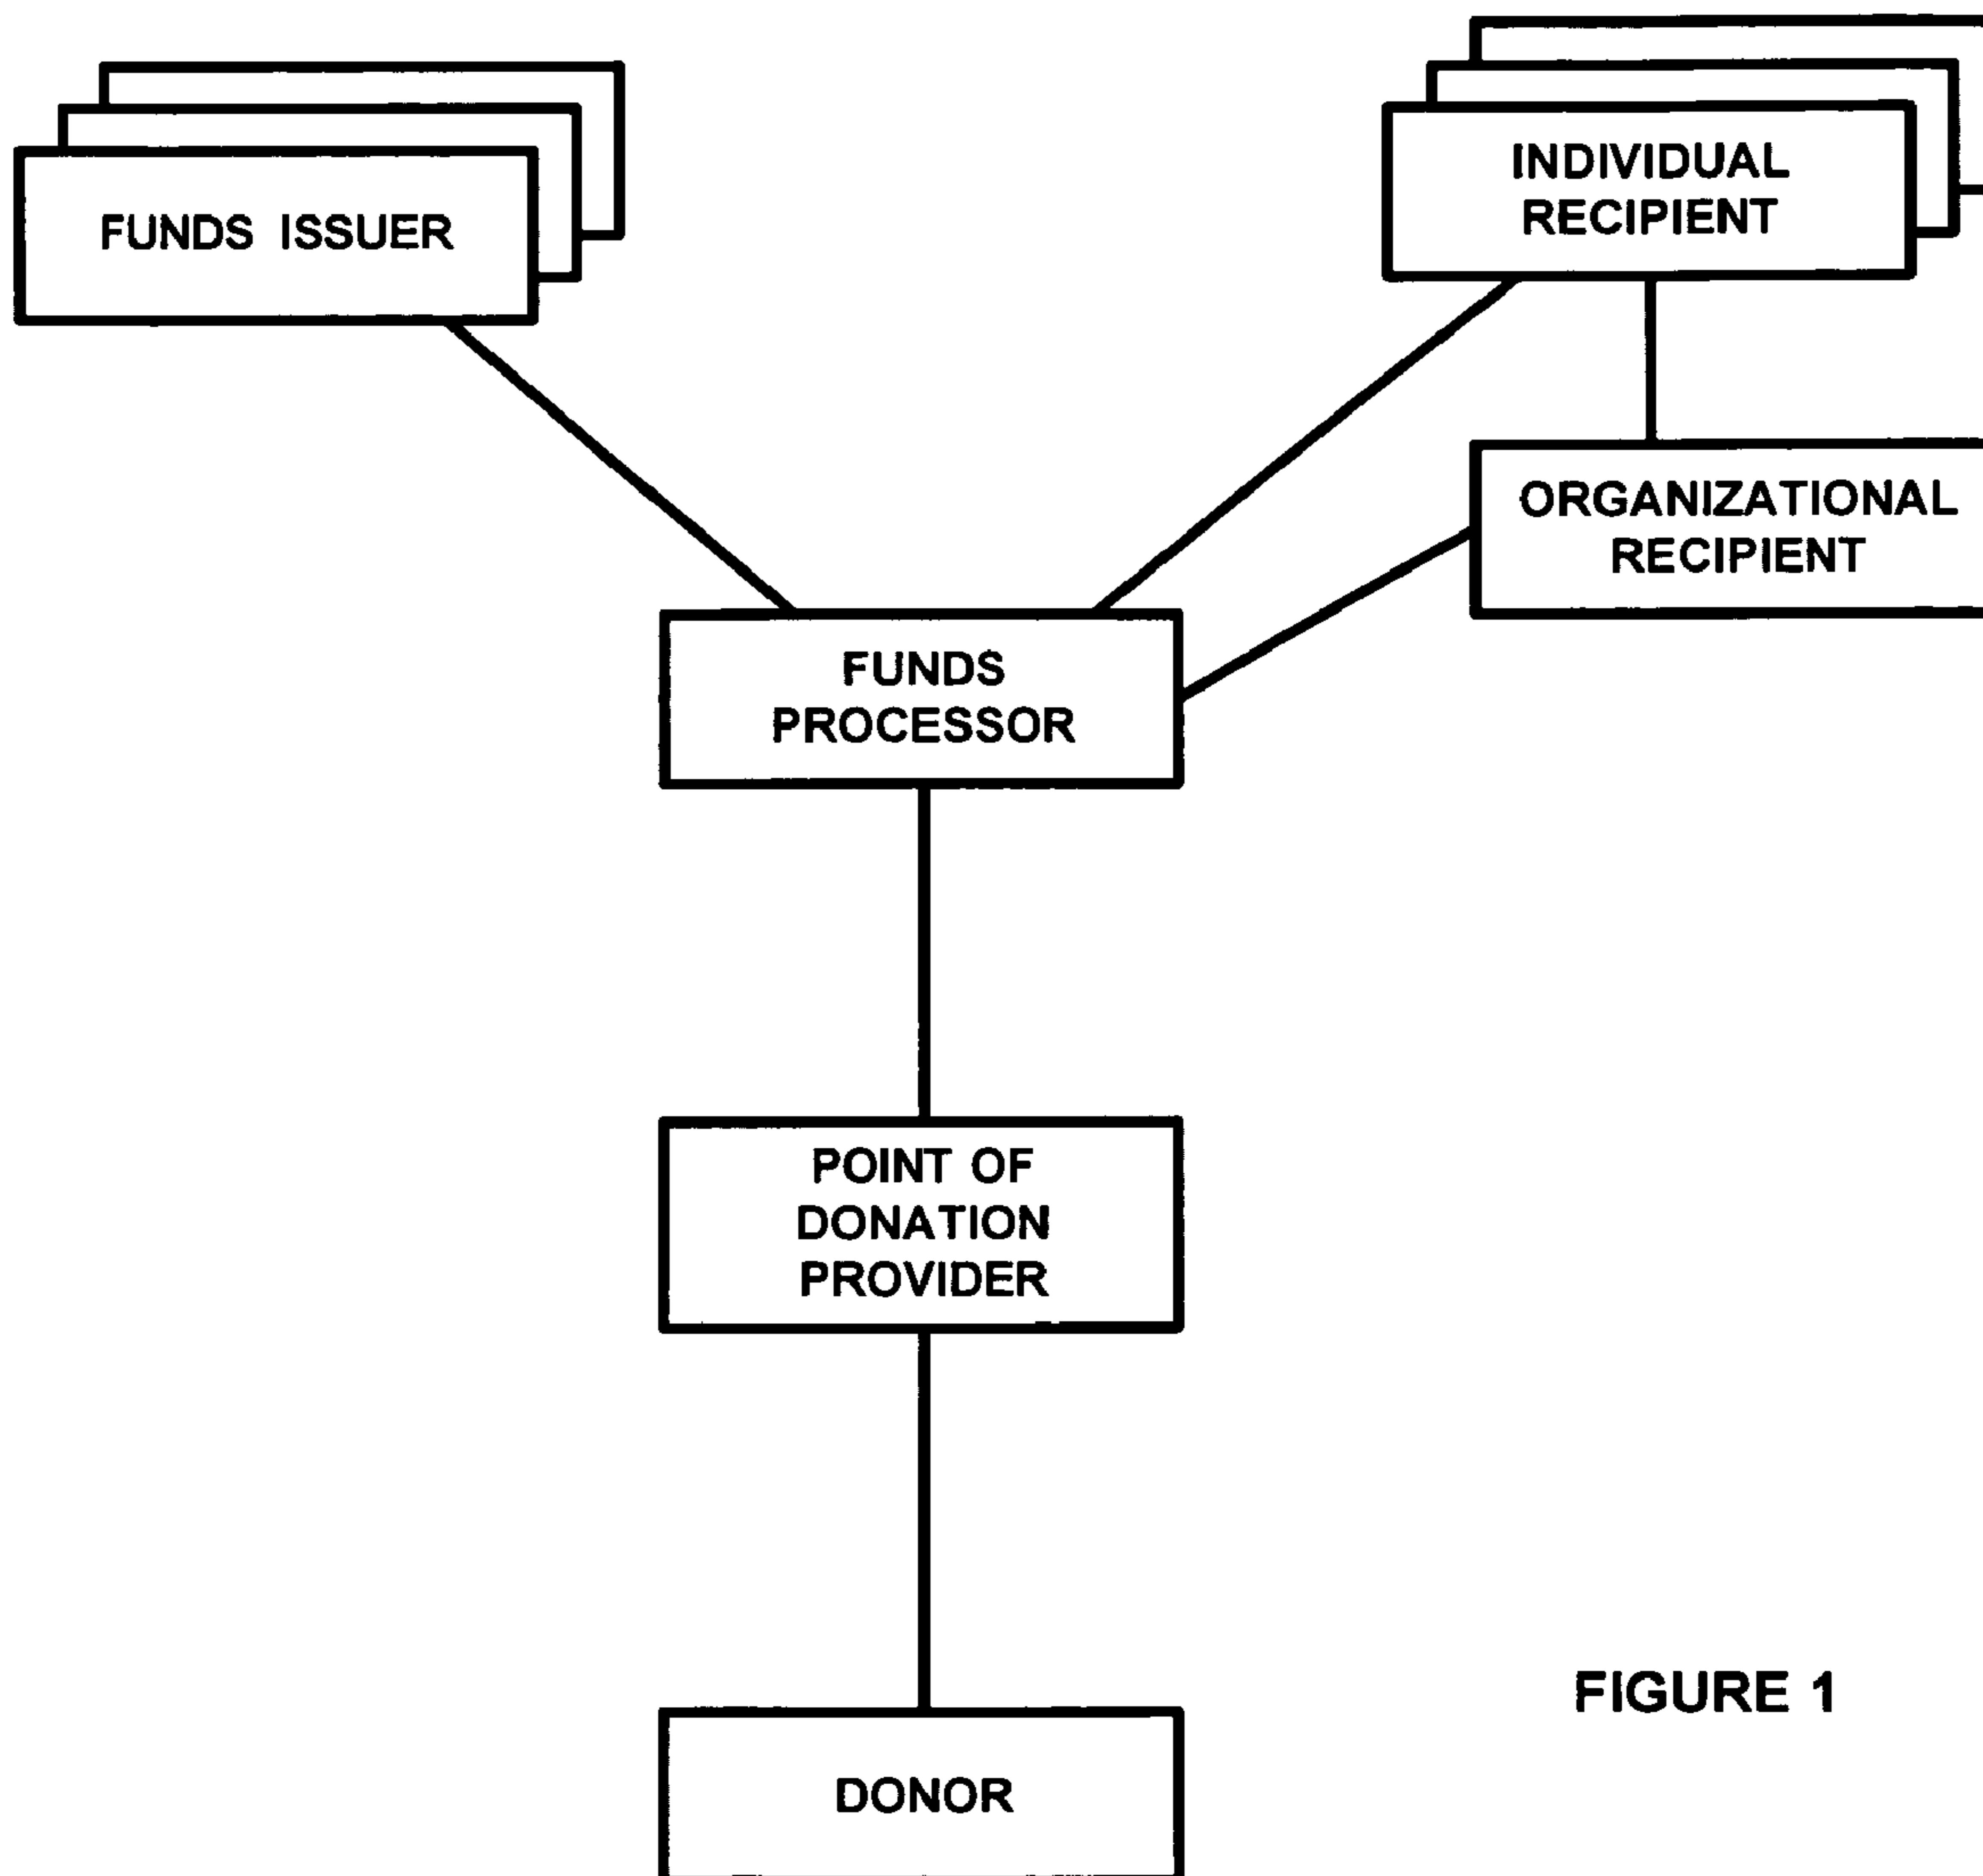 FUNDS ISSUER
INDIVIDUAL
RECIPIENT
ORGANIZATIONAL
RECIPIENT
FUNDS
PROCESSOR
POINT OF
DONATION
PROVIDER
FIGURE 1
DONOR